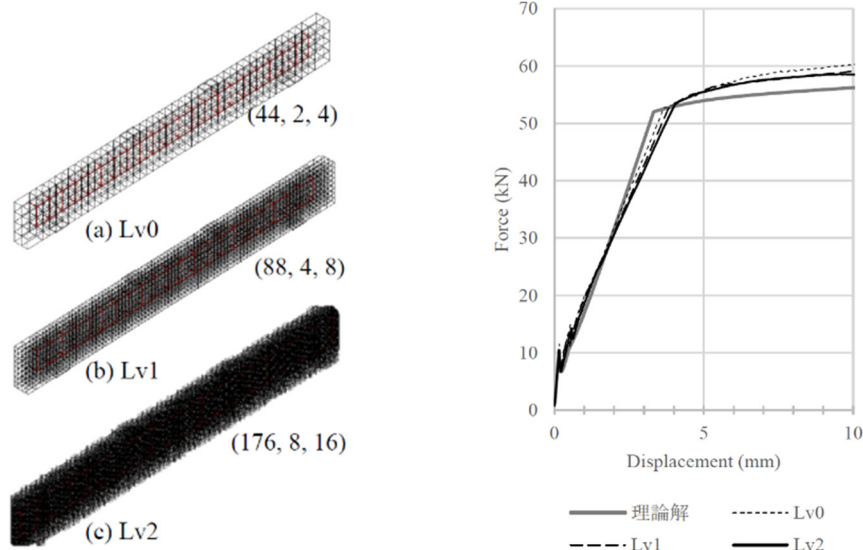 (44, 2, 4)
(a) Lv0
(88, 4, 8)
(b) Lv1
(176, 8, 16)
(c) Lv2
70
60
50
40
30
20
10
0
Force (kN)
0 5 10
Displacement (mm)
理論解 Lv0
Lv1 Lv2